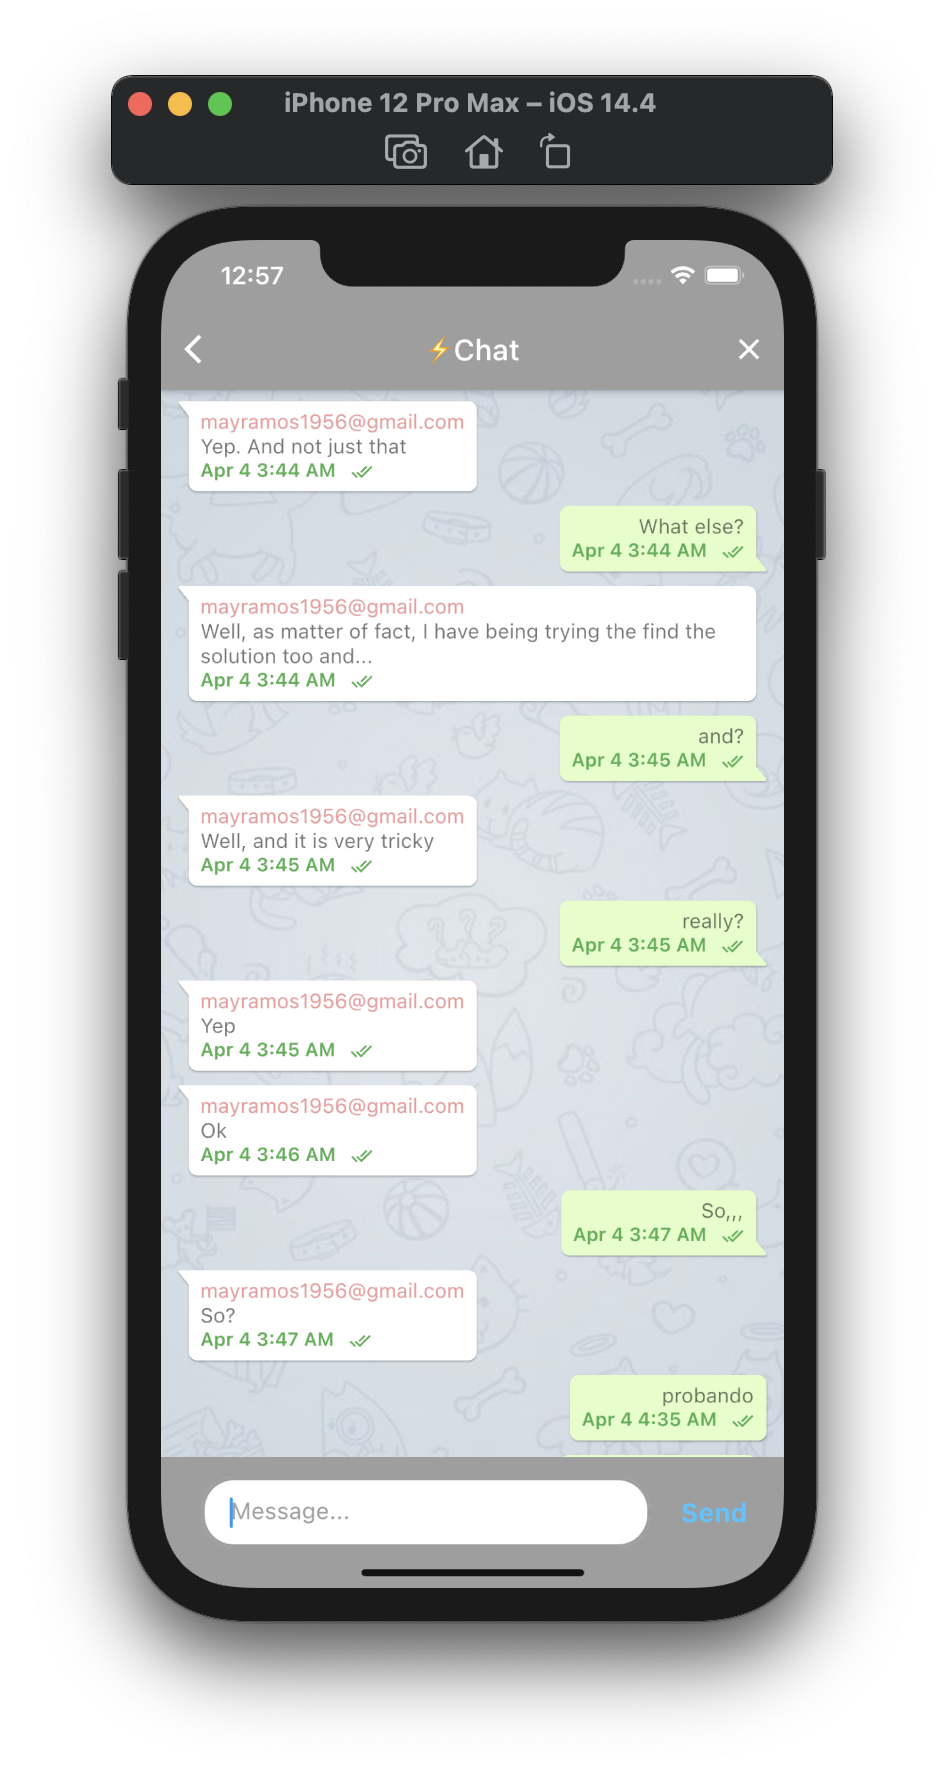 iPhone 12 Pro Max – iOS 14.4
12:57
⚡Chat
mayramos1956@gmail.com
Yep. And not just that
Apr 4 3:44 AM
What else?
Apr 4 3:44 AM
mayramos1956@gmail.com
Well, as matter of fact, I have being trying the find the
solution too and...
Apr 4 3:44 AM
and?
Apr 4 3:45 AM
mayramos1956@gmail.com
Well, and it is very tricky
Apr 4 3:45 AM
really?
Apr 4 3:45 AM
mayramos1956@gmail.com
Yep
Apr 4 3:45 AM
mayramos1956@gmail.com
Ok
Apr 4 3:46 AM
So,,,
Apr 4 3:47 AM
mayramos1956@gmail.com
So?
Apr 4 3:47 AM
probando
Apr 4 4:35 AM
Message...
Send